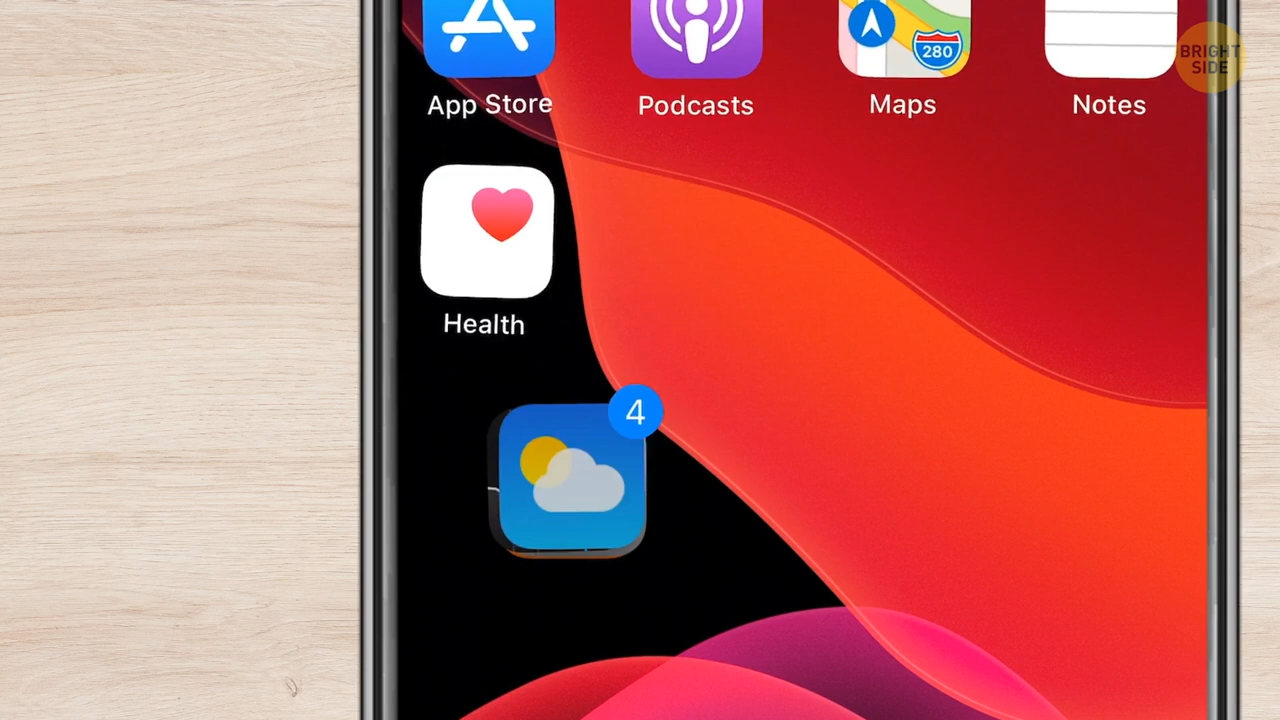 BRIGHT
SIDE
280
App Store
Podcasts
Maps
Notes
Health
4